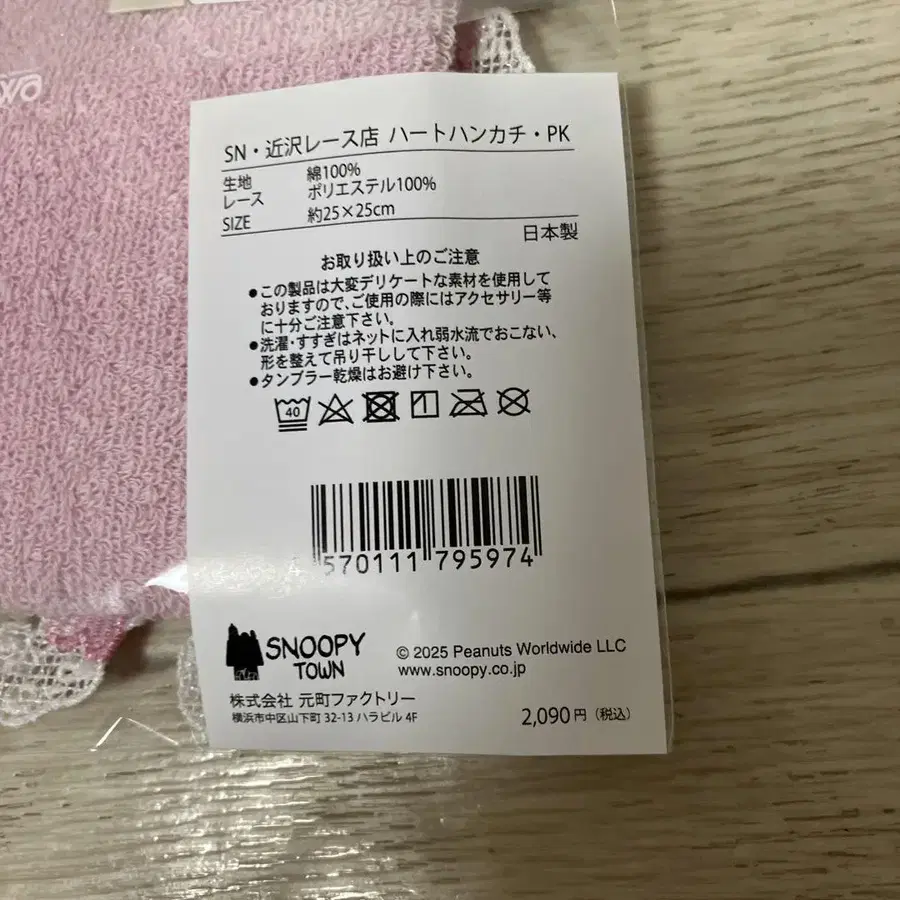 SN・近沢レース店 ハートハンカチ・PK
生地 綿100%
レース ポリエステル100%
SIZE 約25×25cm
日本製
お取り扱い上のご注意
●この製品は大変デリケートな素材を使用して
おりますので、ご使用の際にはアクセサリー等
に十分ご注意下さい。
●洗濯・すすぎはネットに入れ弱水流でおこない、
形を整えて吊り干しして下さい。
●タンブラー乾燥はお避け下さい。
40
4 570111 795974
SNOOPY
TOWN
© 2025 Peanuts Worldwide LLC
www.snoopy.co.jp
株式会社 元町ファクトリー
横浜市中区山下町 32-13 ハラビル 4F
2,090円 (税込)